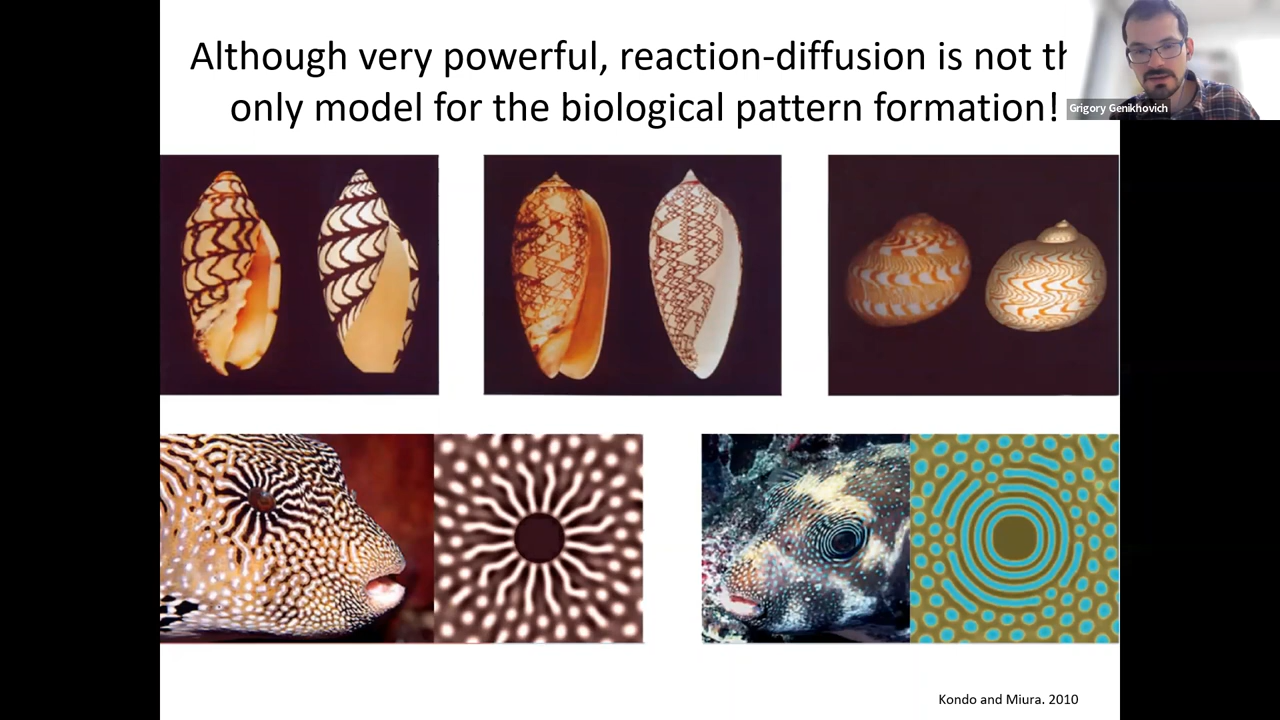 Although very powerful, reaction-diffusion is not th
only model for the biological pattern formation!
Grigory Genikhovich
Kondo and Miura. 2010